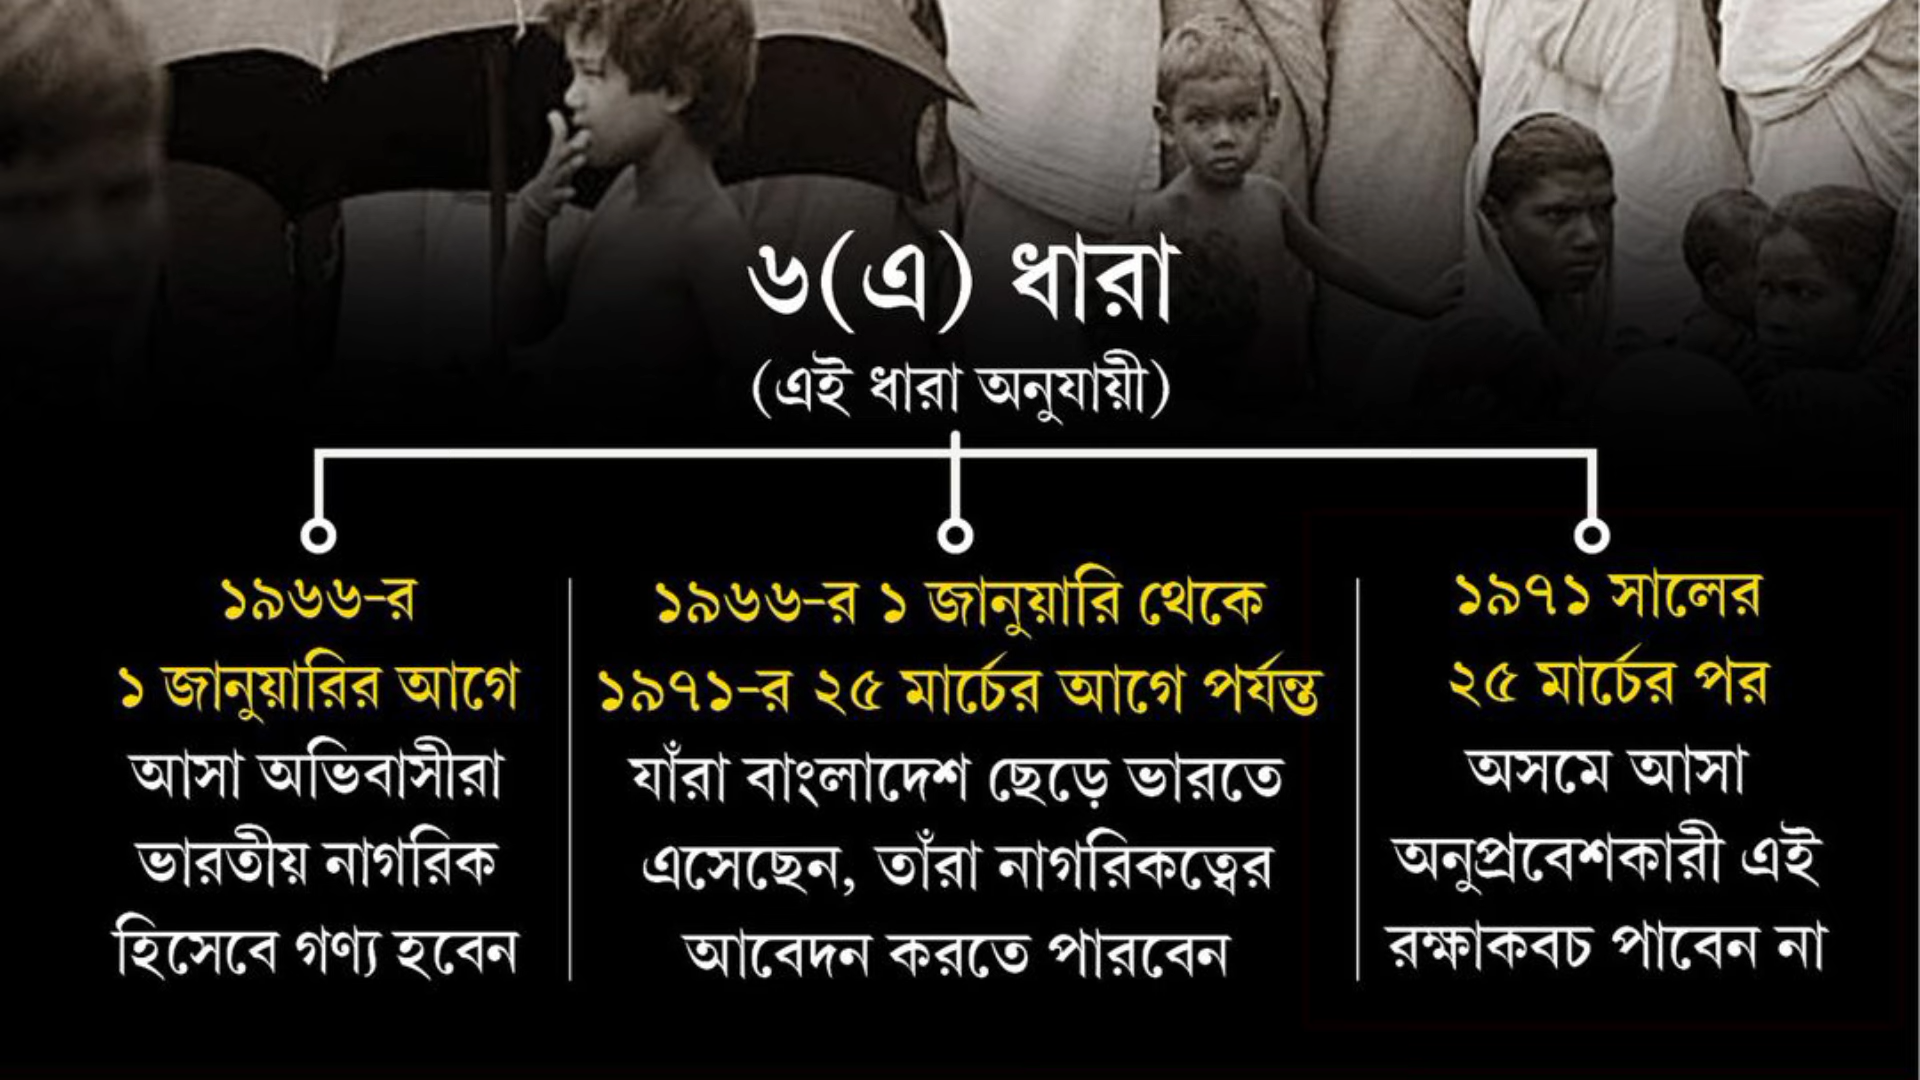 ৬(এ) ধারা
(এই ধারা অনুযায়ী)
১৯৬৬-র
১ জানুয়ারির আগে
আসা অভিবাসীরা
ভারতীয় নাগরিক
হিসেবে গণ্য হবেন
১৯৬৬-র ১ জানুয়ারি থেকে
১৯৭১-র ২৫ মার্চের আগে পর্যন্ত
যাঁরা বাংলাদেশ ছেড়ে ভারতে
এসেছেন, তাঁরা নাগরিকত্বের
আবেদন করতে পারবেন
১৯৭১ সালের
২৫ মার্চের পর
অসমে আসা
অনুপ্রবেশকারী এই
রক্ষাকবচ পাবেন না